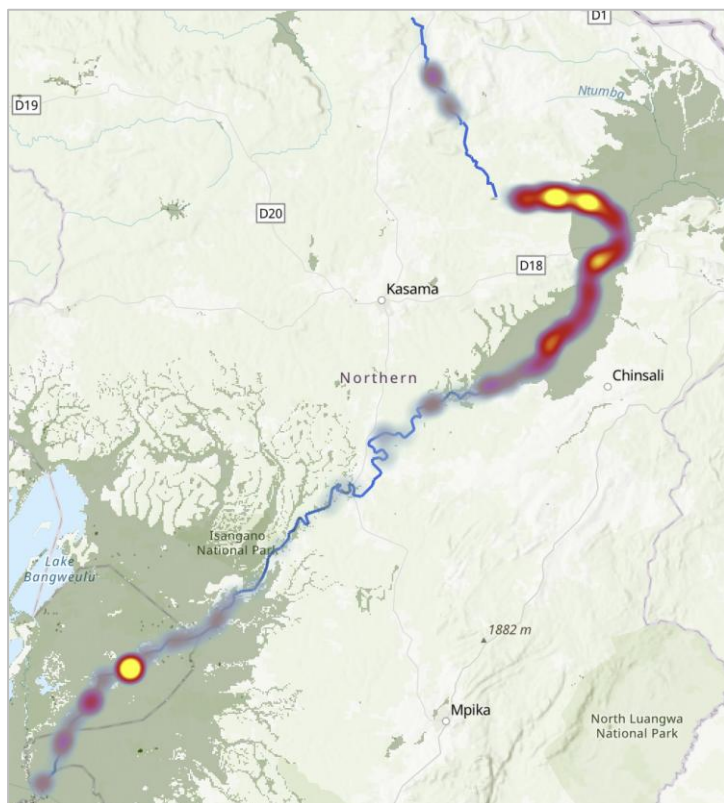 D1
D19
Ntumba
D20
D18
Kasama
Northern
Chinsali
Isangano
National Park
Lake
Bangweulu
1882 m
Mpika
North Luangwa
National Park